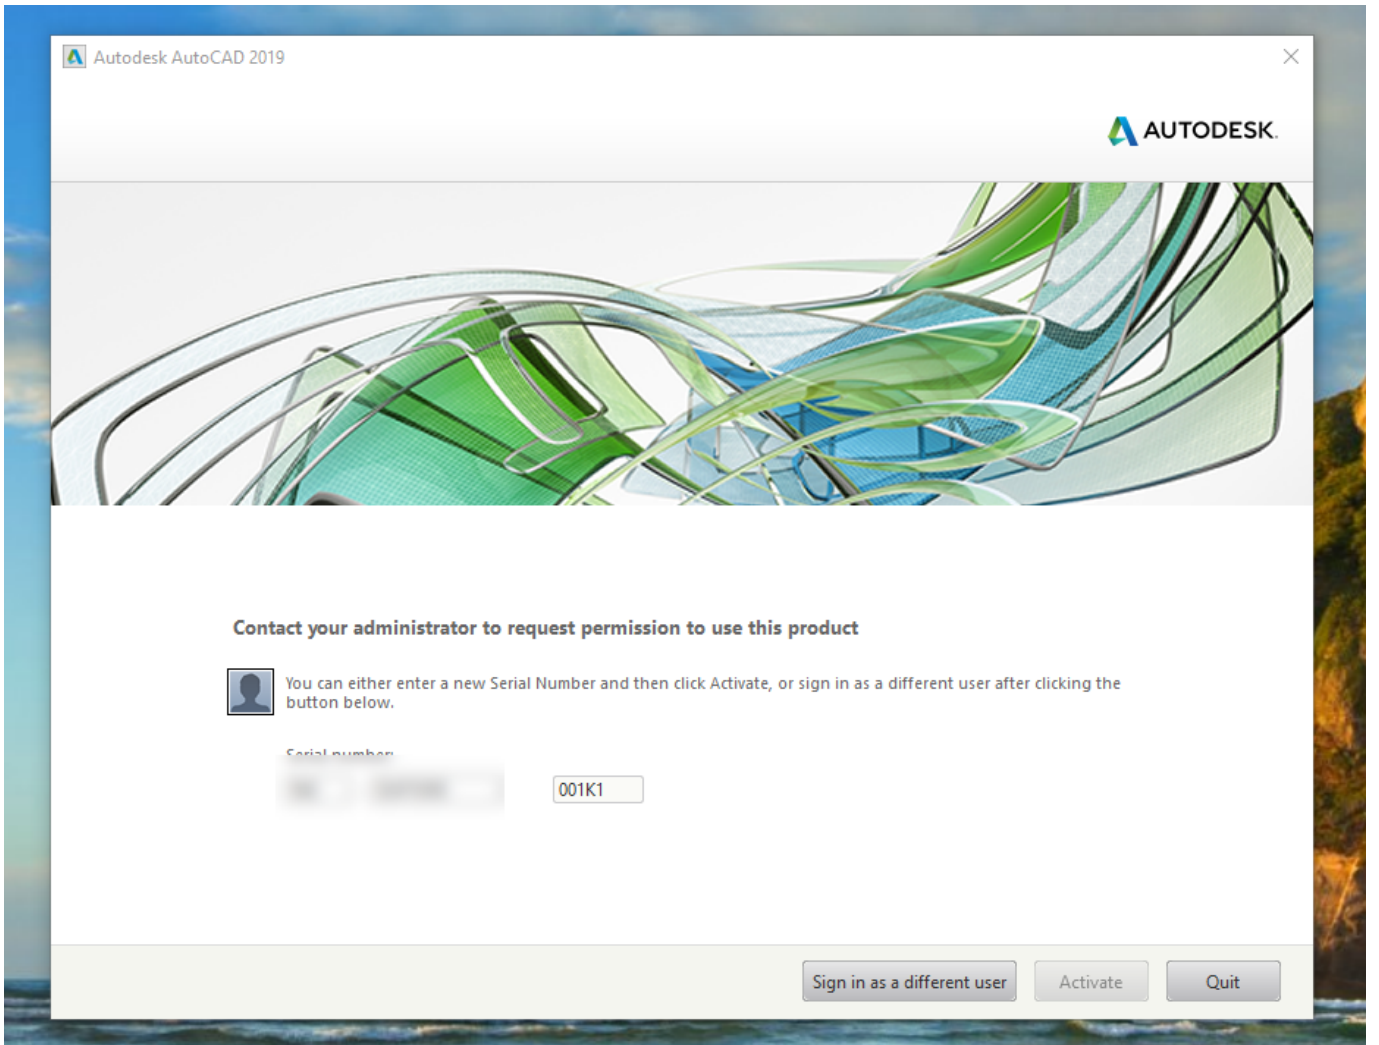 Autodesk AutoCAD 2019
AUTODESK.
Contact your administrator to request permission to use this product
You can either enter a new Serial Number and then click Activate, or sign in as a different user after clicking the
button below.
Serial number:
001K1
Sign in as a different user
Activate
Quit